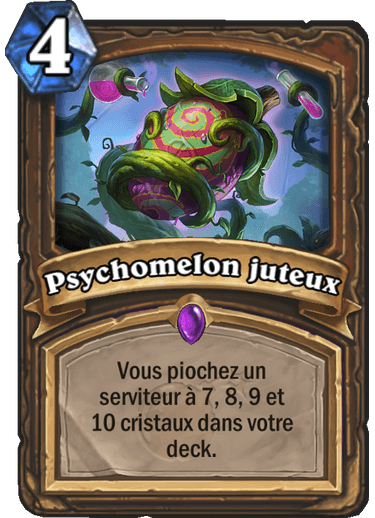 4
Psychomelon juteux
Vous piochez un
serviteur à 7, 8, 9 et
10 cristaux dans votre
deck.